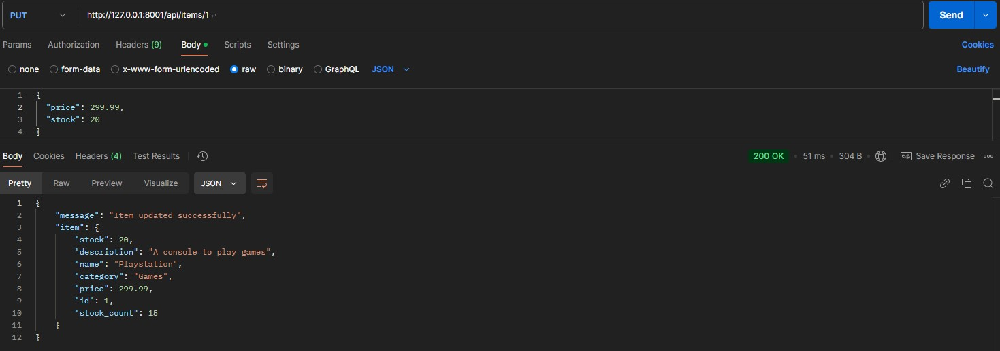 PUT http://127.0.0.1:8001/api/items/1 Send
Params Authorization Headers (9) Body Scripts Settings Cookies
none form-data x-www-form-urlencoded raw binary GraphQL JSON Beautify
1 {
2 "price": 299.99,
3 "stock": 20
4 }
Body Cookies Headers (4) Test Results 200 OK 51 ms 304 B e.g. Save Response
Pretty Raw Preview Visualize JSON
1 {
2 "message": "Item updated successfully",
3 "item": {
4 "stock": 20,
5 "description": "A console to play games",
6 "name": "Playstation",
7 "category": "Games",
8 "price": 299.99,
9 "id": 1,
10 "stock_count": 15
11 }
12 }